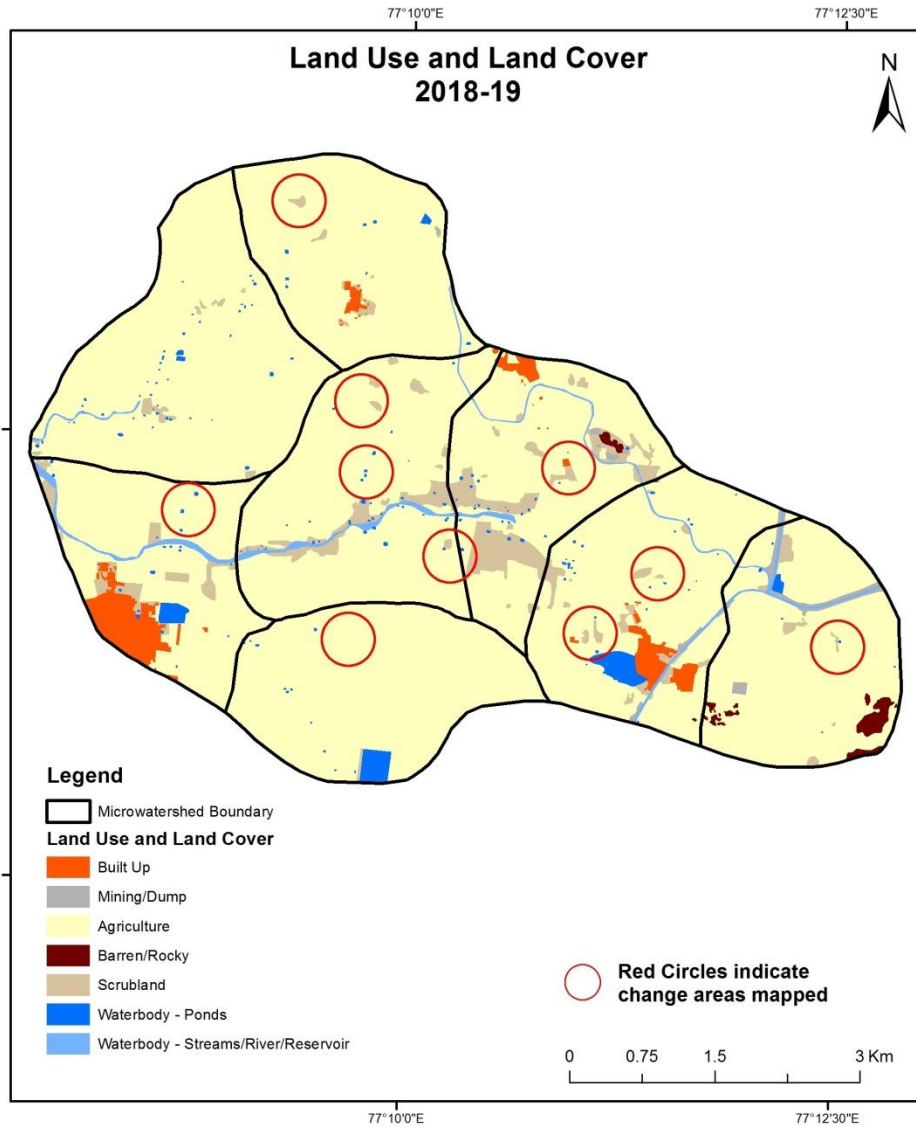 77°10'0"E
77°12'30"E
Land Use and Land Cover
2018-19
N
Legend
Microwatershed Boundary
Land Use and Land Cover
Built Up
Mining/Dump
Agriculture
Barren/Rocky
Scrubland
Waterbody - Ponds
Waterbody - Streams/River/Reservoir
Red Circles indicate
change areas mapped
0 0.75 1.5 3 Km
77°10'0"E
77°12'30"E